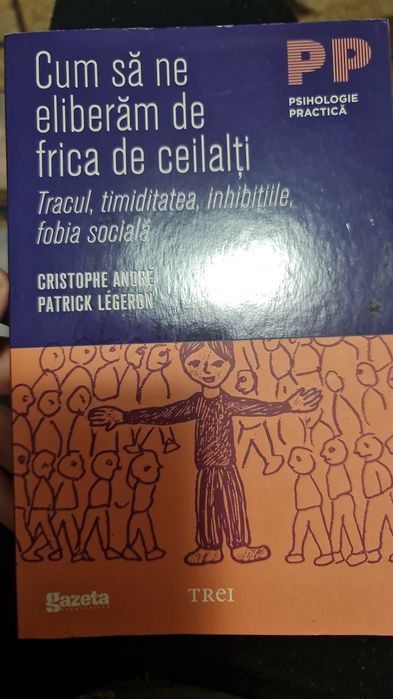 Cum să ne
eliberăm de
frica de ceilalți
Tracul, timiditatea, inhibițiile,
fobia socială
CRISTOPHE ANDRÉ
PATRICK LÉGERON
PP
PSIHOLOGIE
PRACTICĂ
gazeta
TREI